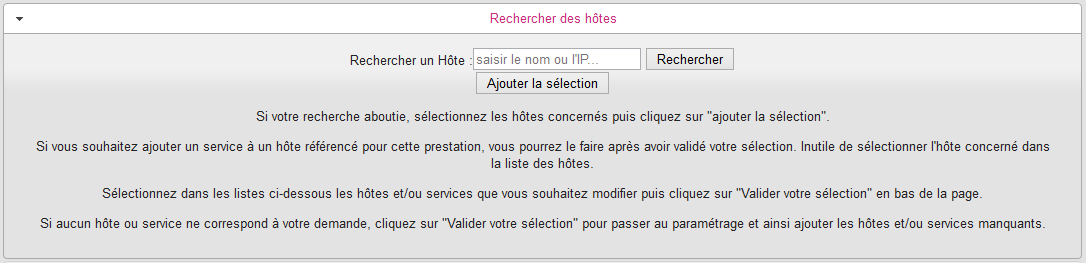 Rechercher des hôtes
Rechercher un Hôte : saisir le nom ou l'IP... Rechercher
Ajouter la sélection
Si votre recherche aboutie, sélectionnez les hôtes concernés puis cliquez sur "ajouter la sélection".
Si vous souhaitez ajouter un service à un hôte référencé pour cette prestation, vous pourrez le faire après avoir validé votre sélection. Inutile de sélectionner l'hôte concerné dans
la liste des hôtes.
Sélectionnez dans les listes ci-dessous les hôtes et/ou services que vous souhaitez modifier puis cliquez sur "Valider votre sélection" en bas de la page.
Si aucun hôte ou service ne correspond à votre demande, cliquez sur "Valider votre sélection" pour passer au paramétrage et ainsi ajouter les hôtes et/ou services manquants.